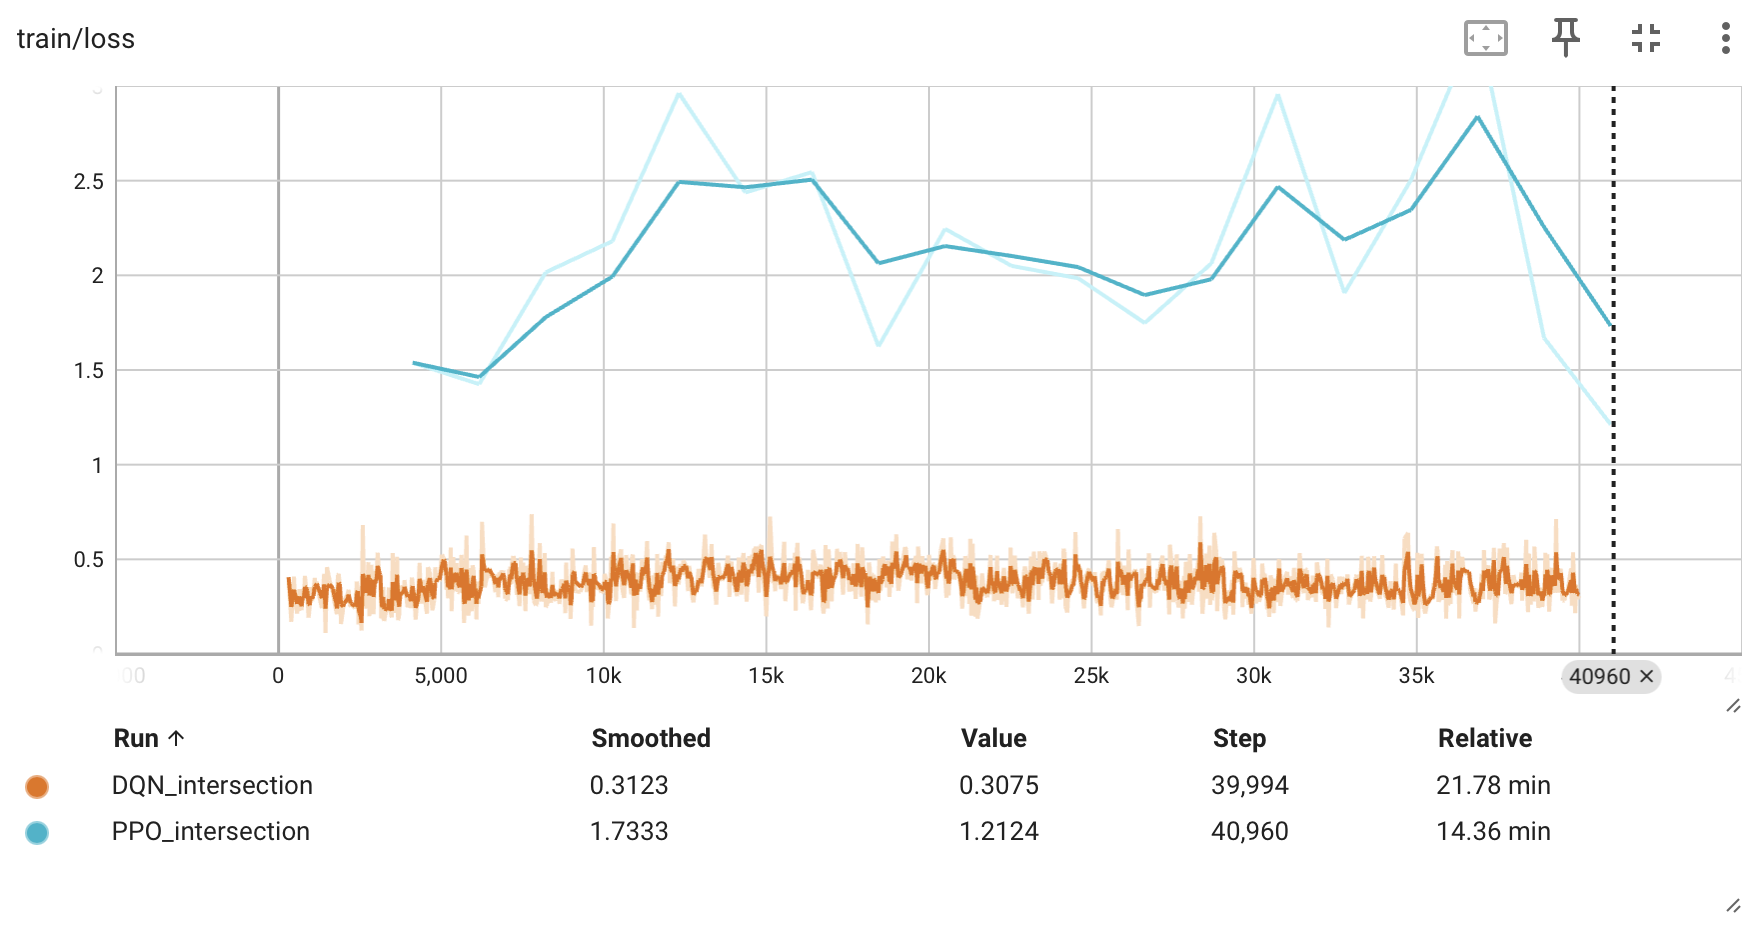 train/loss
2.5
2
1.5
1
0.5
0 5,000 10k 15k 20k 25k 30k 35k 40960 ×
Run ↑ Smoothed Value Step Relative
DQN_intersection 0.3123 0.3075 39,994 21.78 min
PPO_intersection 1.7333 1.2124 40,960 14.36 min